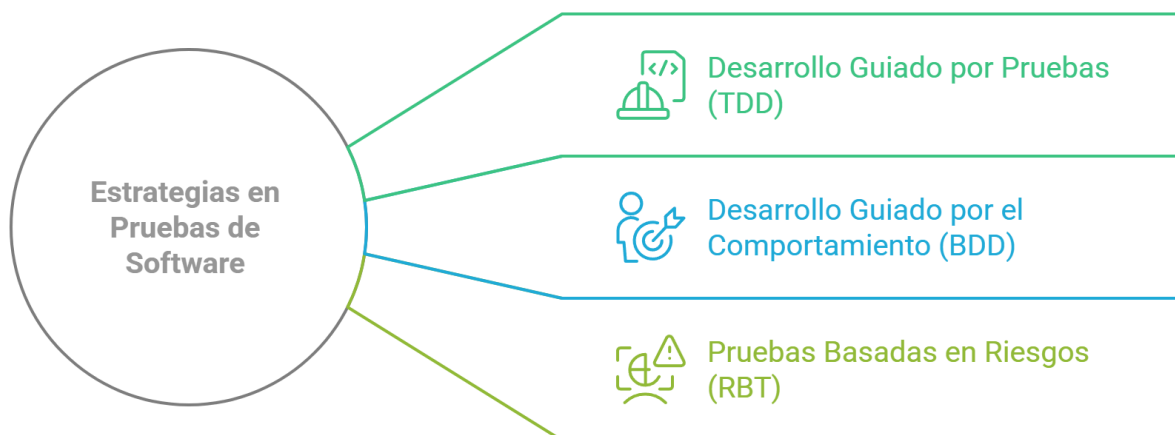 Estrategias en
Pruebas de
Software
</>
Desarrollo Guiado por Pruebas
(TDD)
Desarrollo Guiado por el
Comportamiento (BDD)
Pruebas Basadas en Riesgos
(RBT)